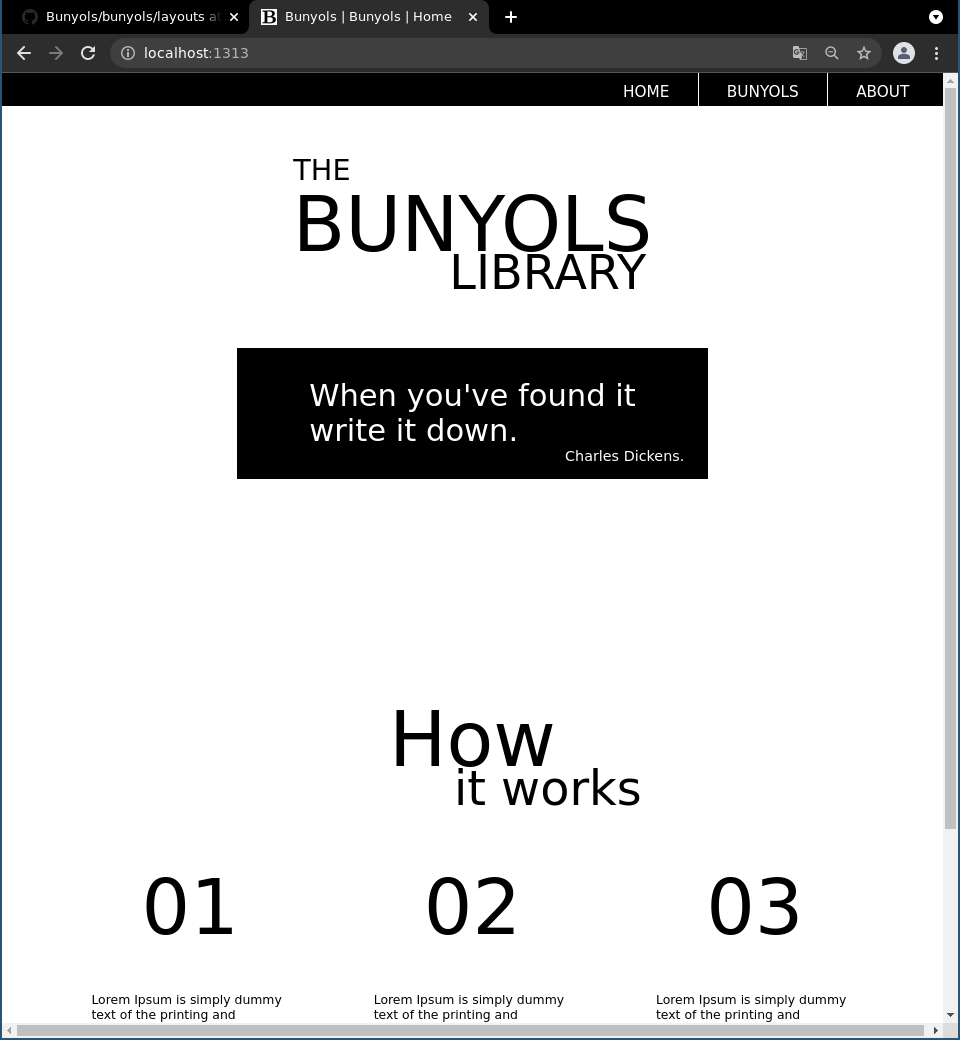 Bunyols/bunyols/layouts at
Bunyols | Bunyols | Home
localhost:1313
HOME BUNYOLS ABOUT
THE
BUNYOLS
LIBRARY
When you've found it
write it down.
Charles Dickens.
How
it works
01 02 03
Lorem Ipsum is simply dummy Lorem Ipsum is simply dummy Lorem Ipsum is simply dummy
text of the printing and text of the printing and text of the printing and